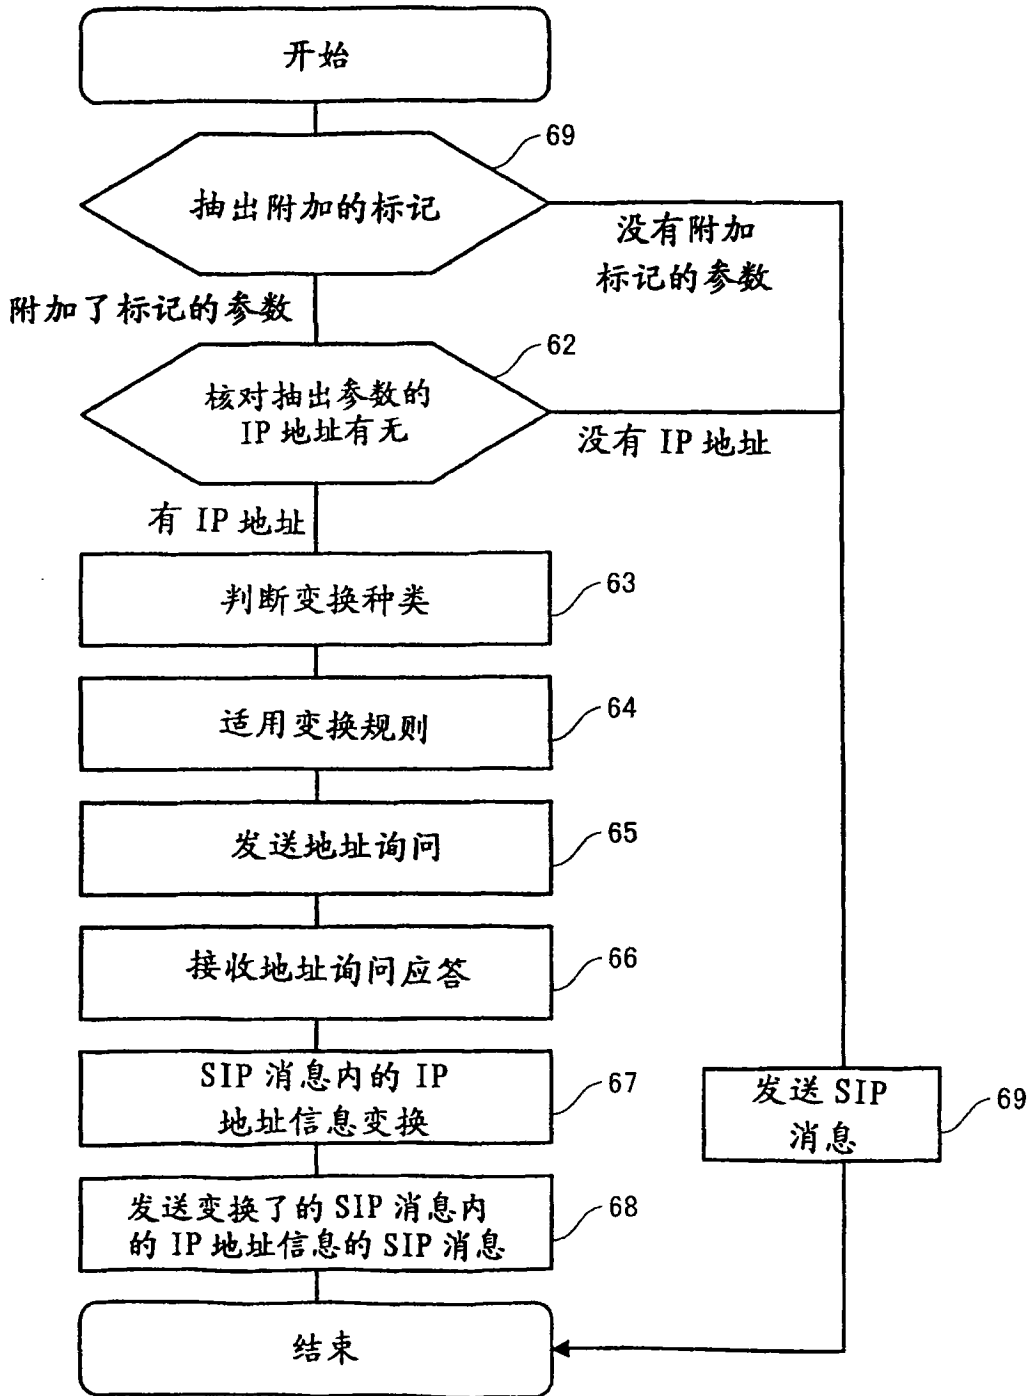 开始
69
抽出附加的标记
没有附加
标记的参数
附加了标记的参数
62
核对抽出参数的
IP 地址有无
没有 IP 地址
有 IP 地址
63
判断变换种类
64
适用变换规则
65
发送地址询问
66
接收地址询问应答
67
SIP 消息内的 IP
地址信息变换
发送 SIP
消息
69
68
发送变换了的 SIP 消息内
的 IP 地址信息的 SIP 消息
结束